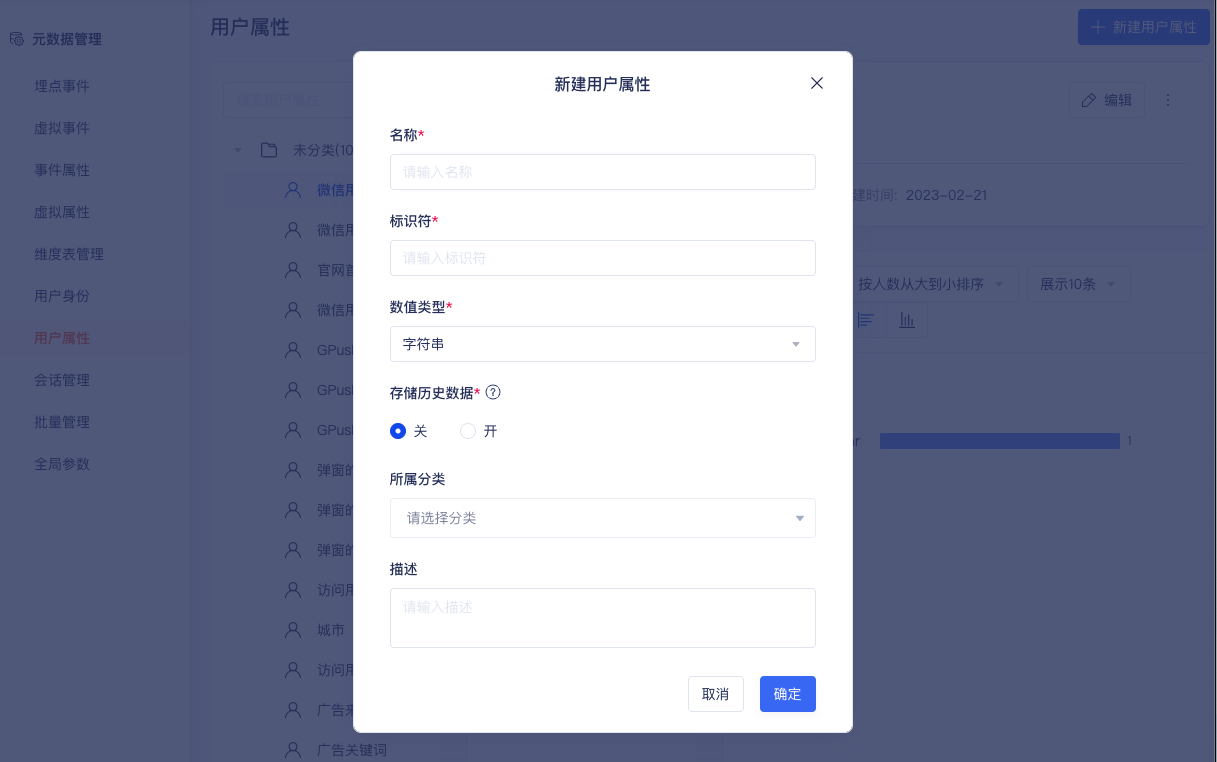 元数据管理
埋点事件
虚拟事件
事件属性
虚拟属性
维度表管理
用户身份
用户属性
会话管理
批量管理
全局参数
用户属性
新建用户属性
编辑
未分类(10
微信用
微信用
官网首
微信用
GPus
GPus
GPus
弹窗的
弹窗的
弹窗的
访问用
城市
访问用
广告来
广告关键词
建时间: 2023-02-21
按人数从大到小排序
展示10条
1
新建用户属性
名称*
请输入名称
标识符*
请输入标识符
数值类型*
字符串
存储历史数据*
关
开
所属分类
请选择分类
描述
请输入描述
取消
确定